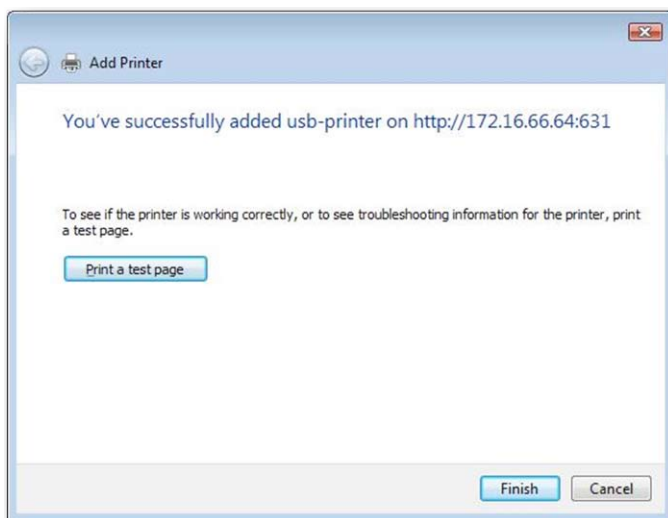 Add Printer
You've successfully added usb-printer on http://172.16.66.64:631
To see if the printer is working correctly, or to see troubleshooting information for the printer, print
a test page.
Print a test page
Finish Cancel